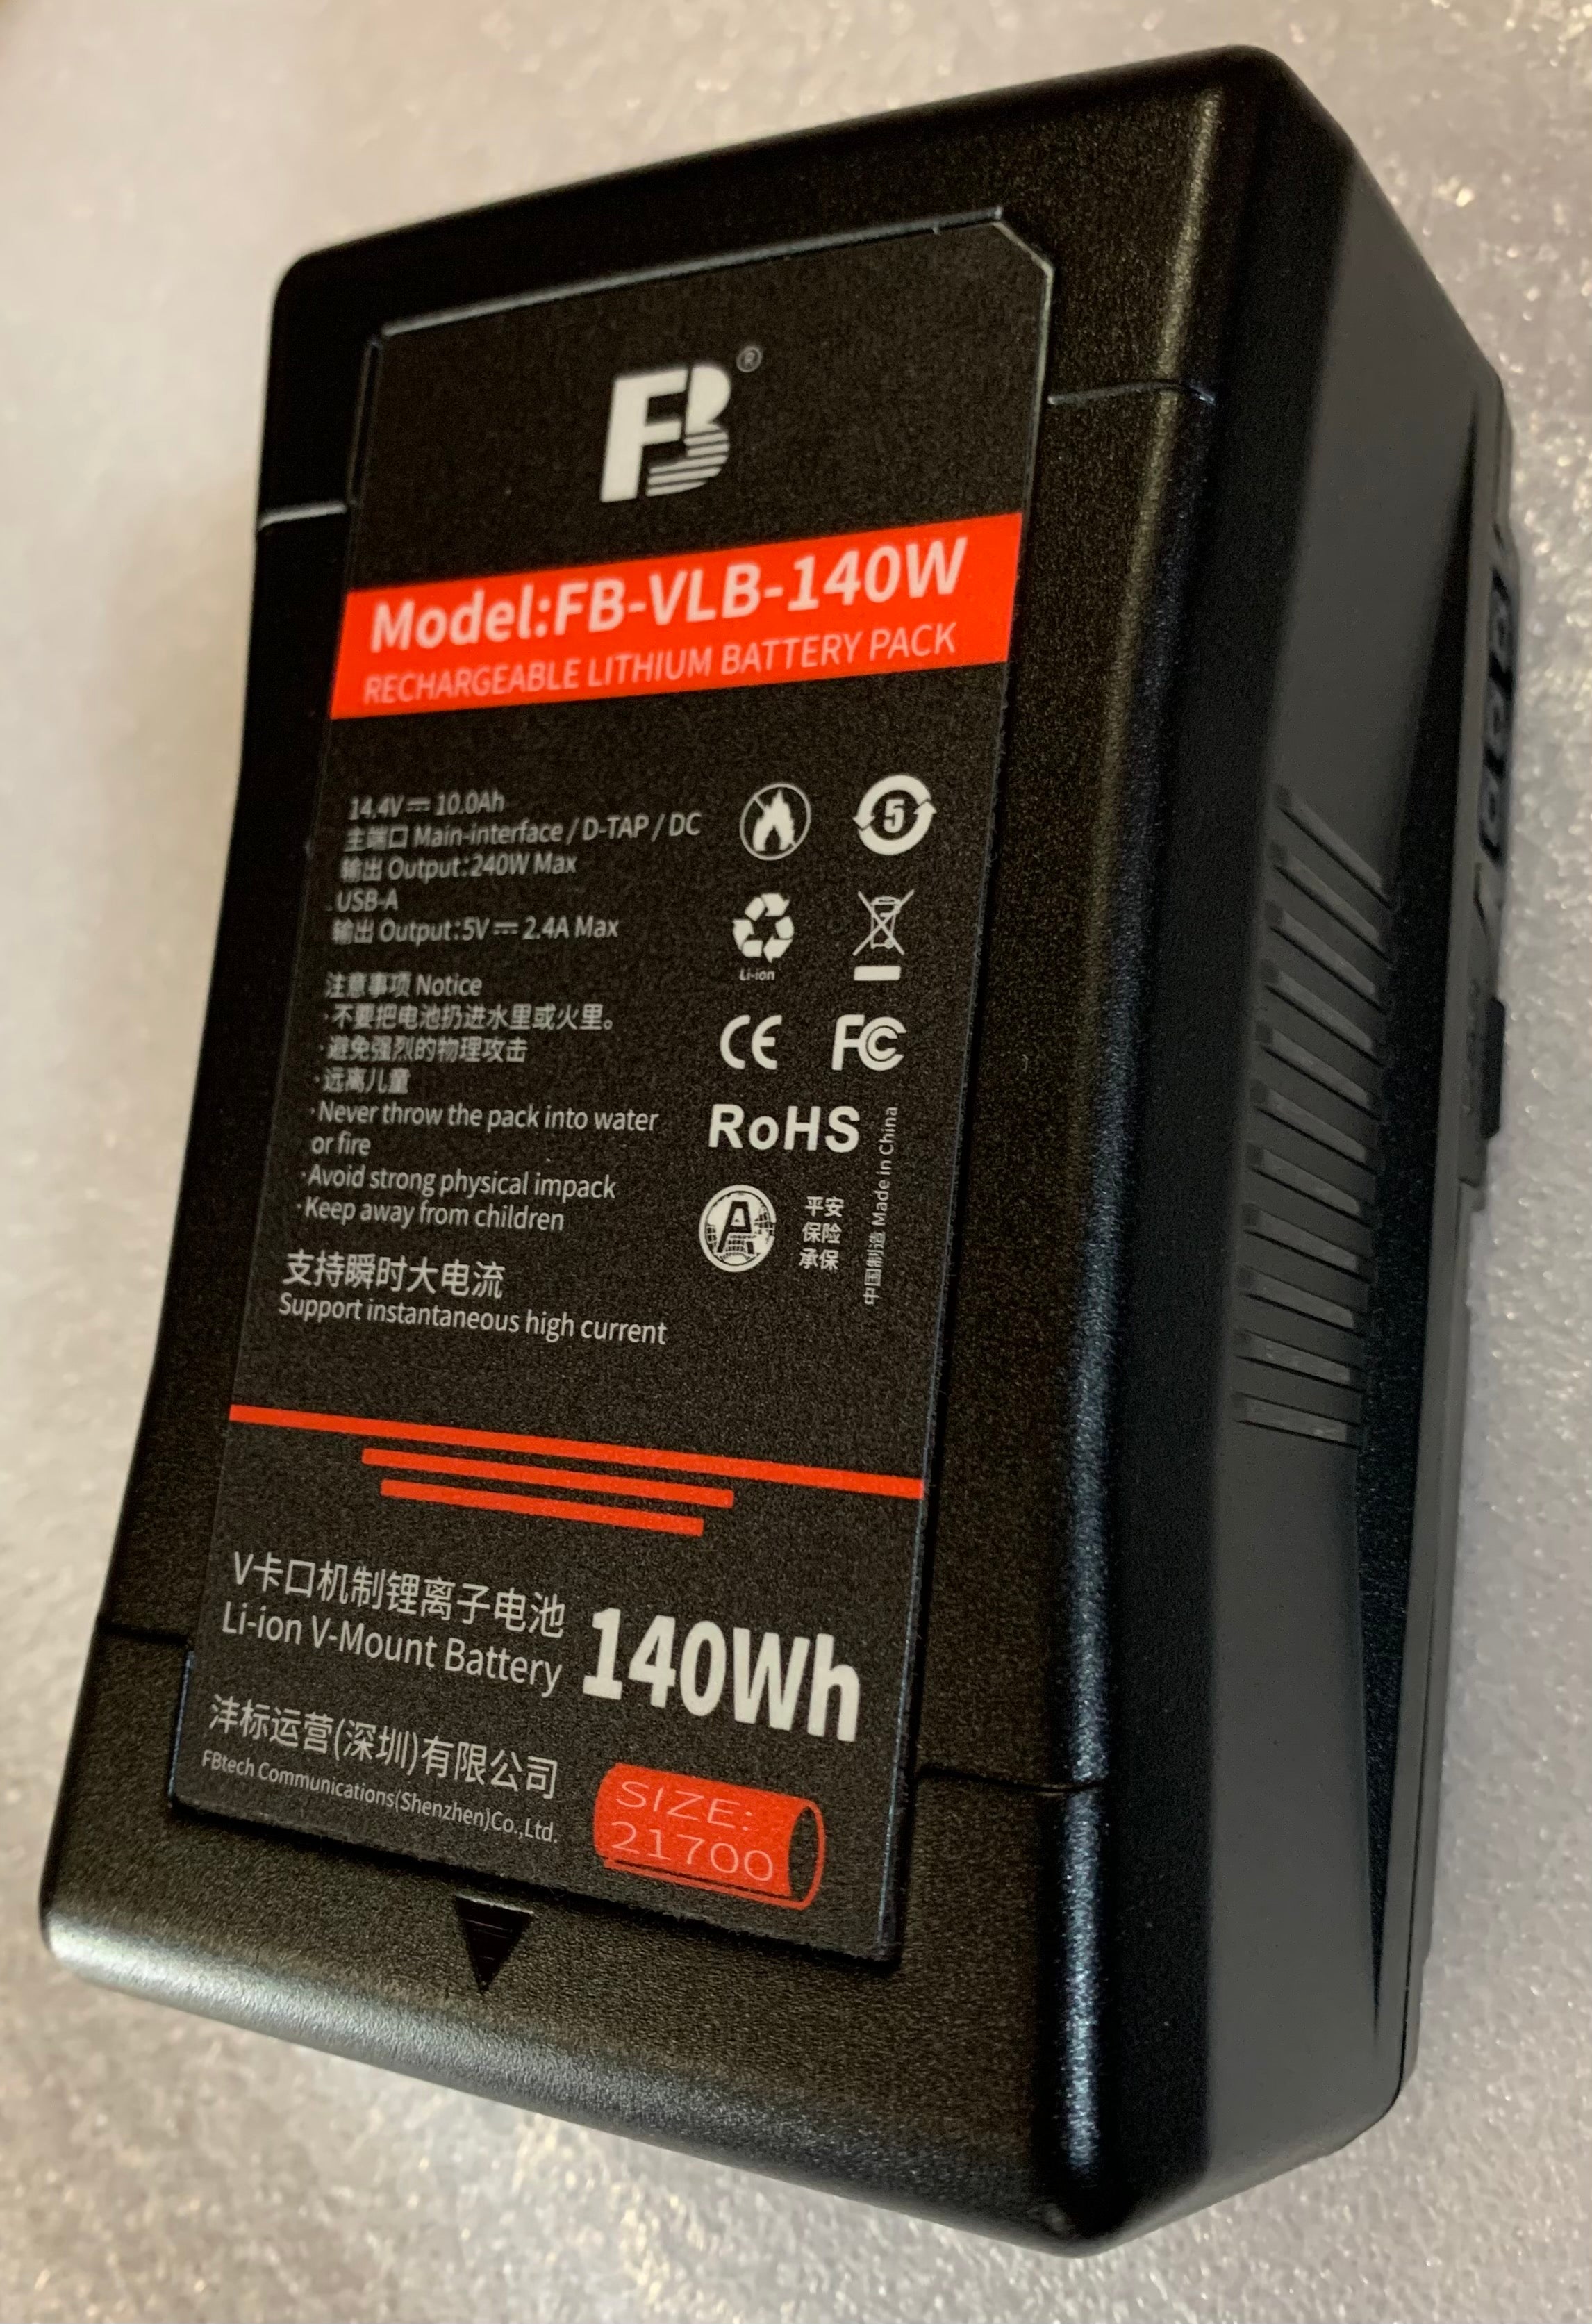 FB®
Model:FB-VLB-140W
RECHARGEABLE LITHIUM BATTERY PACK
14.4V⎓10.0Ah
主端口 Main-interface / D-TAP / DC
输出 Output:240W Max
USB-A
输出 Output:5V⎓2.4A Max
注意事项 Notice
·不要把电池扔进水里或火里。
·避免强烈的物理攻击
·远离儿童
·Never throw the pack into water
or fire
·Avoid strong physical impack
·Keep away from children
支持瞬时大电流
Support instantaneous high current
5
Li-ion
CE FC
RoHS
A
平安
保险
承保
中国制造 Made in China
V卡口机制锂离子电池
Li-ion V-Mount Battery
140Wh
沣标运营(深圳)有限公司
FBtech Communications(Shenzhen)Co.,Ltd.
SIZE:
21700